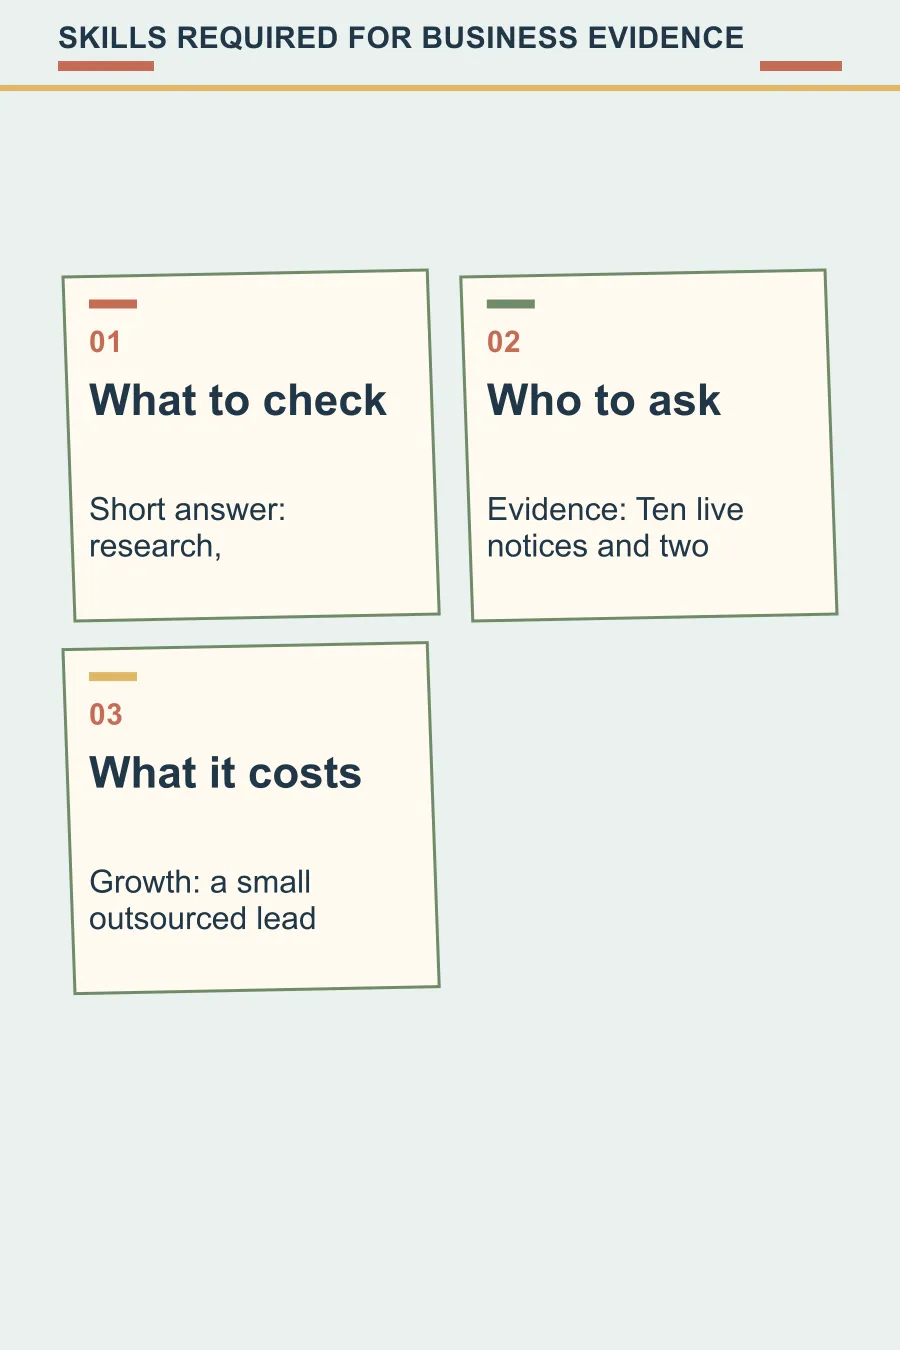 SKILLS REQUIRED FOR BUSINESS EVIDENCE
01
What to check
Short answer:
research,
02
Who to ask
Evidence: Ten live
notices and two
03
What it costs
Growth: a small
outsourced lead